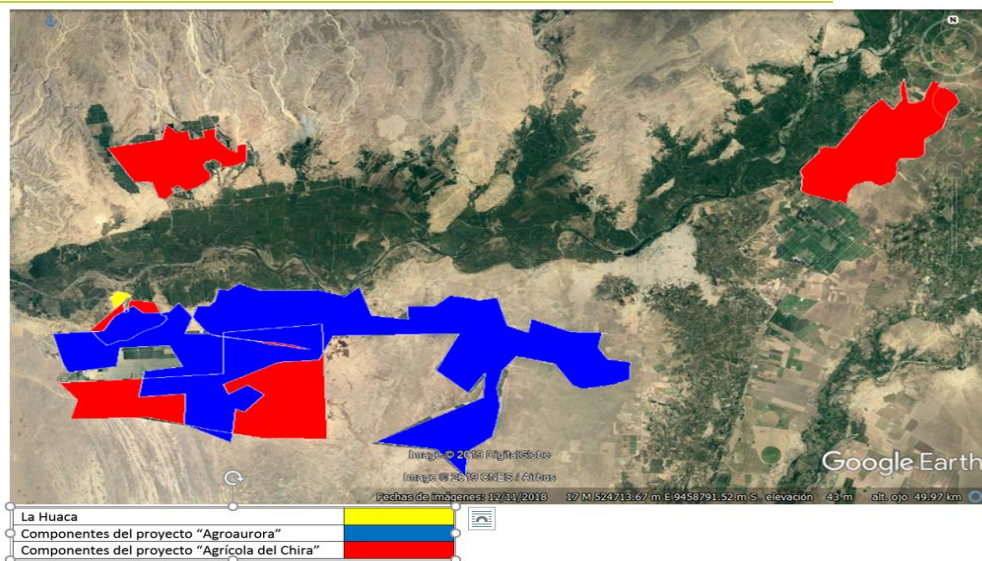 N
Image © 2019 DigitalGlobe
Image © 2019 CNES / Airbus
Google Earth
Fechas de imágenes: 12/11/2018 17 M 524713.67 m E 9458791.52 m S elevación 43 m alt. ojo 49.97 km
La Huaca
Componentes del proyecto “Agroaurora”
Componentes del proyecto “Agrícola del Chira”